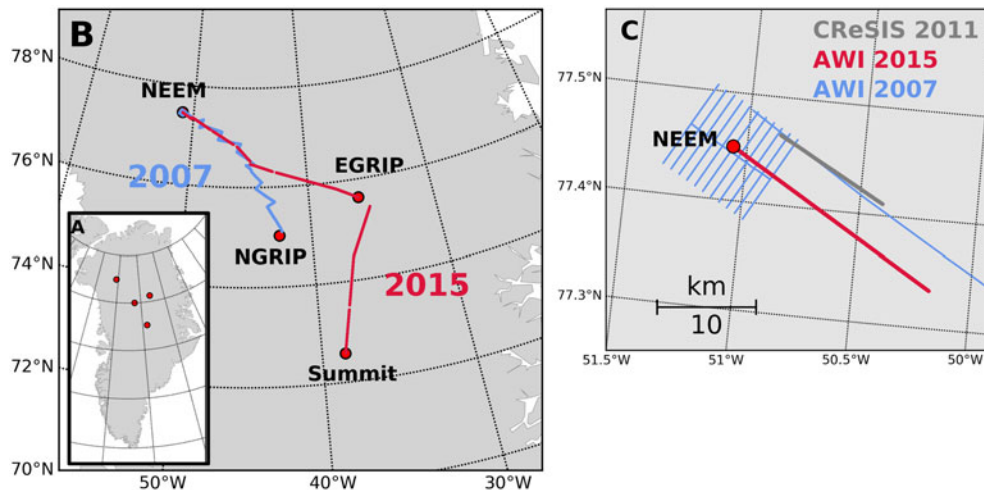 B
78°N
76°N
74°N
72°N
70°N
50°W
40°W
30°W
NEEM
EGRIP
2007
NGRIP
2015
Summit
A
C
CReSIS 2011
AWI 2015
AWI 2007
77.5°N
77.4°N
77.3°N
NEEM
km
10
51.5°W
51°W
50.5°W
50°W